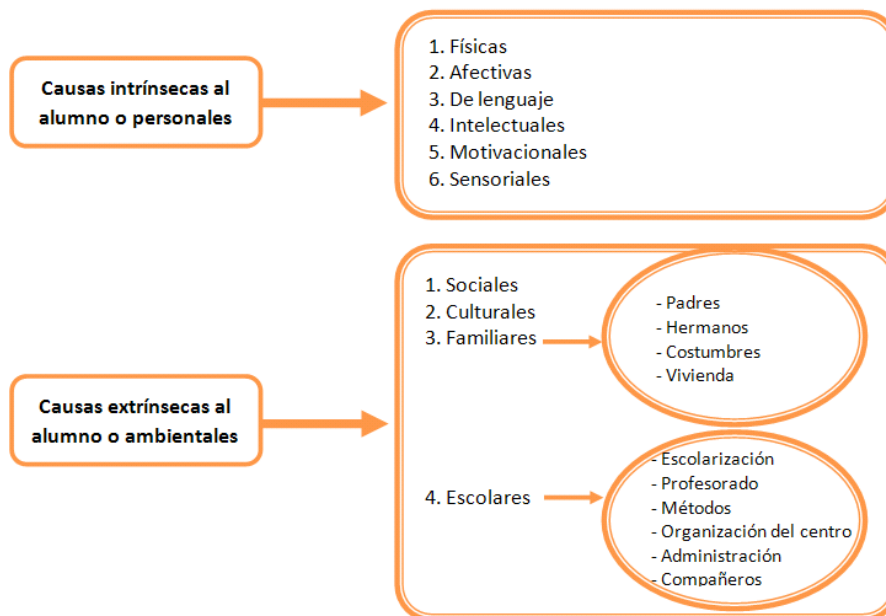 Causas intrínsecas al
alumno o personales
1. Físicas
2. Afectivas
3. De lenguaje
4. Intelectuales
5. Motivacionales
6. Sensoriales
Causas extrínsecas al
alumno o ambientales
1. Sociales
2. Culturales
3. Familiares
- Padres
- Hermanos
- Costumbres
- Vivienda
4. Escolares
- Escolarización
- Profesorado
- Métodos
- Organización del centro
- Administración
- Compañeros